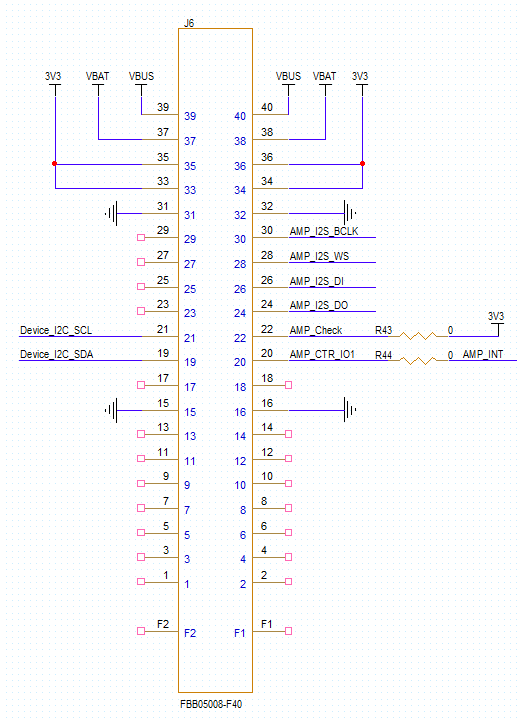 J6
3V3 VBAT VBUS VBUS VBAT 3V3
39 39 40 40
37 37 38 38
35 35 36 36
33 33 34 34
31 31 32 32
29 29 30 30 AMP_I2S_BCLK
27 27 28 28 AMP_I2S_WS
25 25 26 26 AMP_I2S_DI
23 23 24 24 AMP_I2S_DO
3V3
Device_I2C_SCL 21 21 22 22 AMP_Check R43 0
Device_I2C_SDA 19 19 20 20 AMP_CTR_IO1 R44 0 AMP_INT
17 17 18 18
15 15 16 16
13 13 14 14
11 11 12 12
9 9 10 10
7 7 8 8
5 5 6 6
3 3 4 4
1 1 2 2
F2 F2 F1 F1
FBB05008-F40